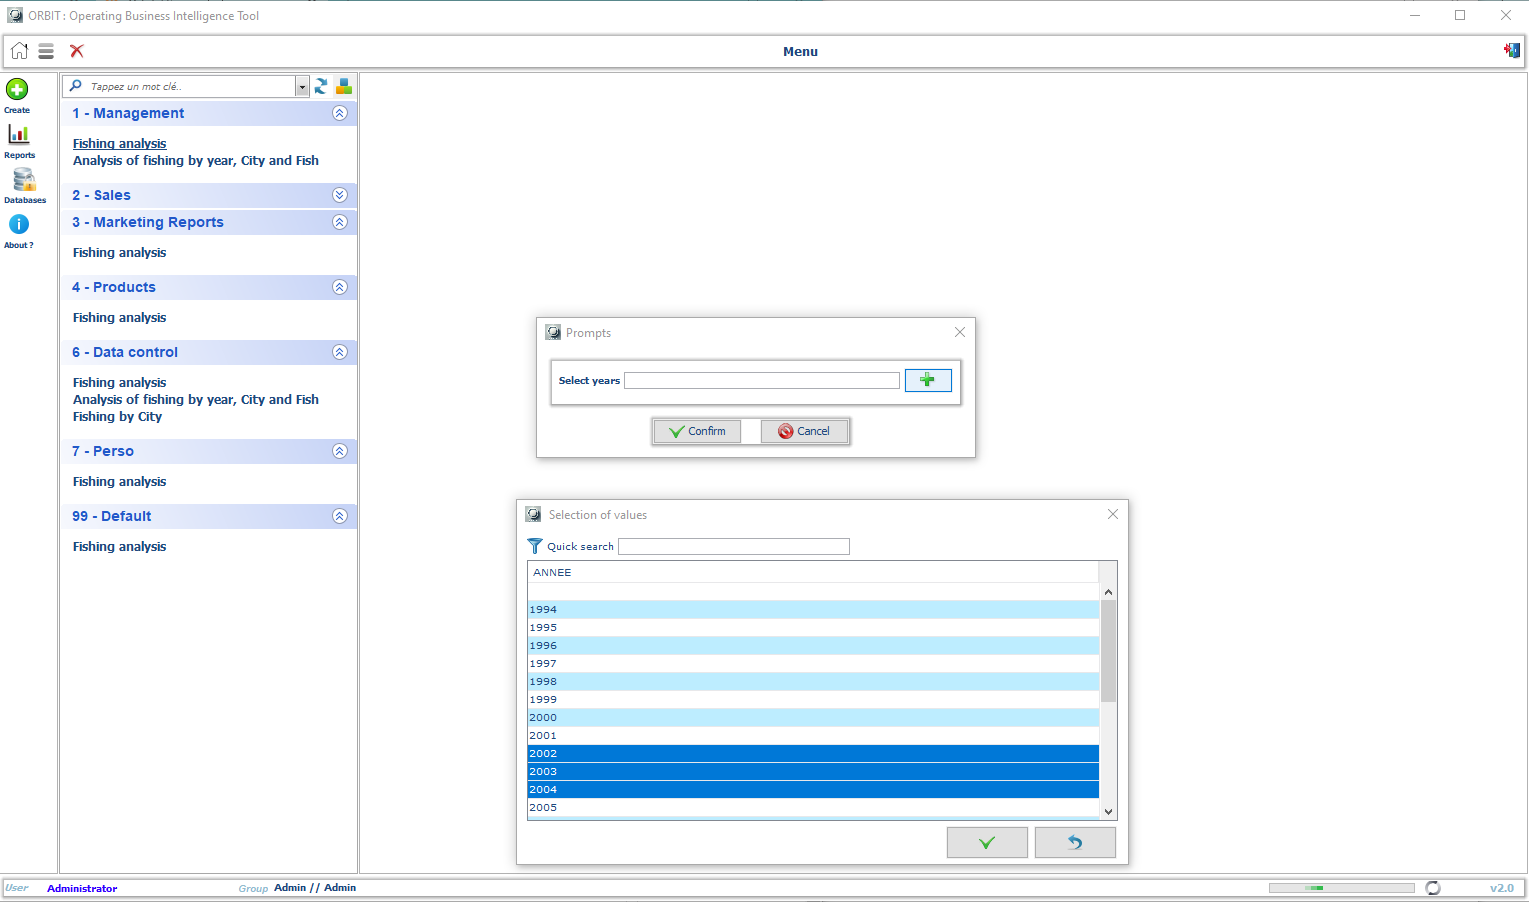 ORBIT : Operating Business Intelligence Tool
Menu
Create
Reports
Databases
About ?
Tappez un mot clé..
1 - Management
Fishing analysis
Analysis of fishing by year, City and Fish
2 - Sales
3 - Marketing Reports
Fishing analysis
4 - Products
Fishing analysis
6 - Data control
Fishing analysis
Analysis of fishing by year, City and Fish
Fishing by City
7 - Perso
Fishing analysis
99 - Default
Fishing analysis
Prompts
Select years
Confirm
Cancel
Selection of values
Quick search
ANNEE
1994
1995
1996
1997
1998
1999
2000
2001
2002
2003
2004
2005
User Administrator Group Admin // Admin v2.0